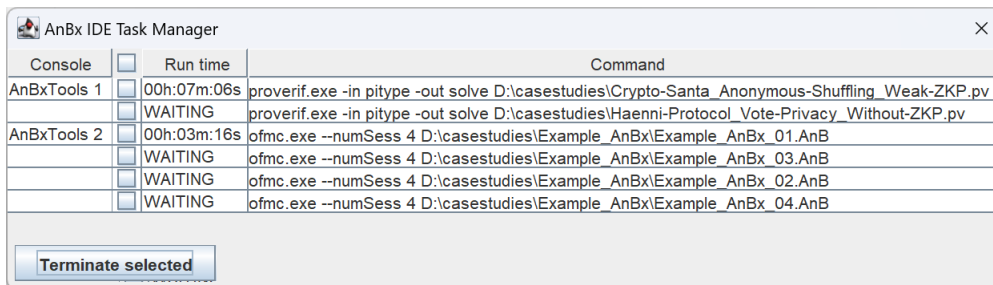 AnBx IDE Task Manager
Console Run time Command
AnBxTools 1 00h:07m:06s proverif.exe -in pitype -out solve D:\casestudies\Crypto-Santa_Anonymous-Shuffling_Weak-ZKP.pv
WAITING proverif.exe -in pitype -out solve D:\casestudies\Haenni-Protocol_Vote-Privacy_Without-ZKP.pv
AnBxTools 2 00h:03m:16s ofmc.exe --numSess 4 D:\casestudies\Example_AnBx\Example_AnBx_01.AnB
WAITING ofmc.exe --numSess 4 D:\casestudies\Example_AnBx\Example_AnBx_03.AnB
WAITING ofmc.exe --numSess 4 D:\casestudies\Example_AnBx\Example_AnBx_02.AnB
WAITING ofmc.exe --numSess 4 D:\casestudies\Example_AnBx\Example_AnBx_04.AnB
Terminate selected